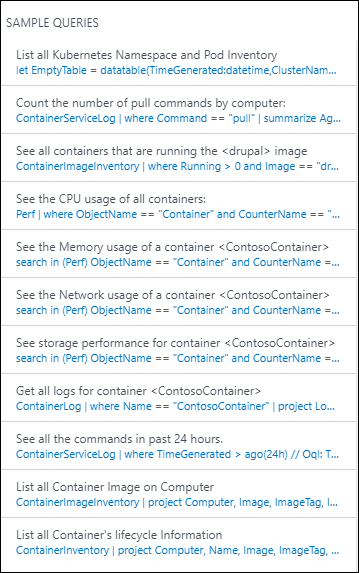 SAMPLE QUERIES
List all Kubernetes Namespace and Pod Inventory
let EmptyTable = datatable(TimeGenerated:datetime,ClusterNam...
Count the number of pull commands by computer:
ContainerServiceLog | where Command == "pull" | summarize Ag...
See all containers that are running the <drupal> image
ContainerImageInventory | where Running > 0 and Image == "dr...
See the CPU usage of all containers:
Perf | where ObjectName == "Container" and CounterName == "...
See the Memory usage of a container <ContosoContainer>
search in (Perf) ObjectName == "Container" and CounterName =...
See the Network usage of a container <ContosoContainer>
search in (Perf) ObjectName == "Container" and CounterName =...
See storage performance for container <ContosoContainer>
search in (Perf) ObjectName == "Container" and CounterName =...
Get all logs for container <ContosoContainer>
ContainerLog | where Name == "ContosoContainer" | project Lo...
See all the commands in past 24 hours.
ContainerServiceLog | where TimeGenerated > ago(24h) // Oql: T...
List all Container Image on Computer
ContainerImageInventory | project Computer, Image, ImageTag, I...
List all Container's lifecycle Information
ContainerInventory | project Computer, Name, Image, ImageTag, ...